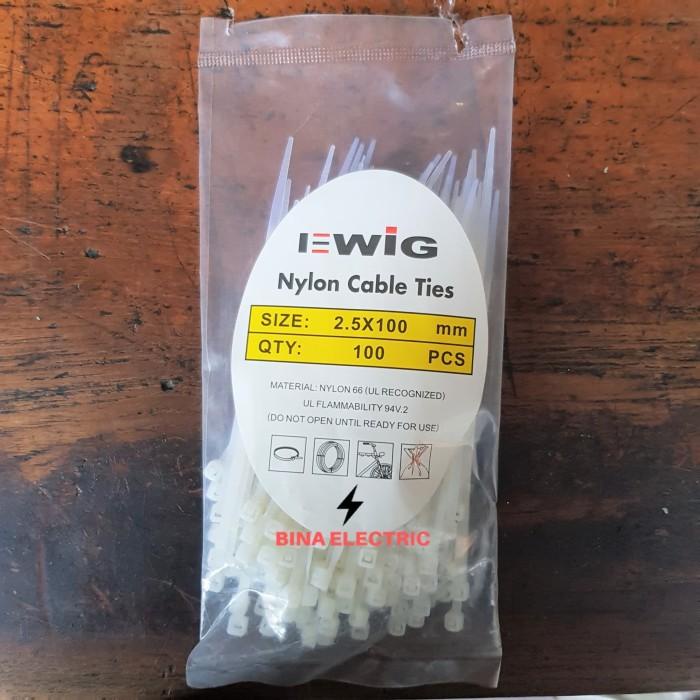 EWiG
Nylon Cable Ties
SIZE: 2.5X100 mm
QTY: 100 PCS
MATERIAL: NYLON 66 (UL RECOGNIZED)
UL FLAMMABILITY 94V.2
(DO NOT OPEN UNTIL READY FOR USE)
BINA ELECTRIC